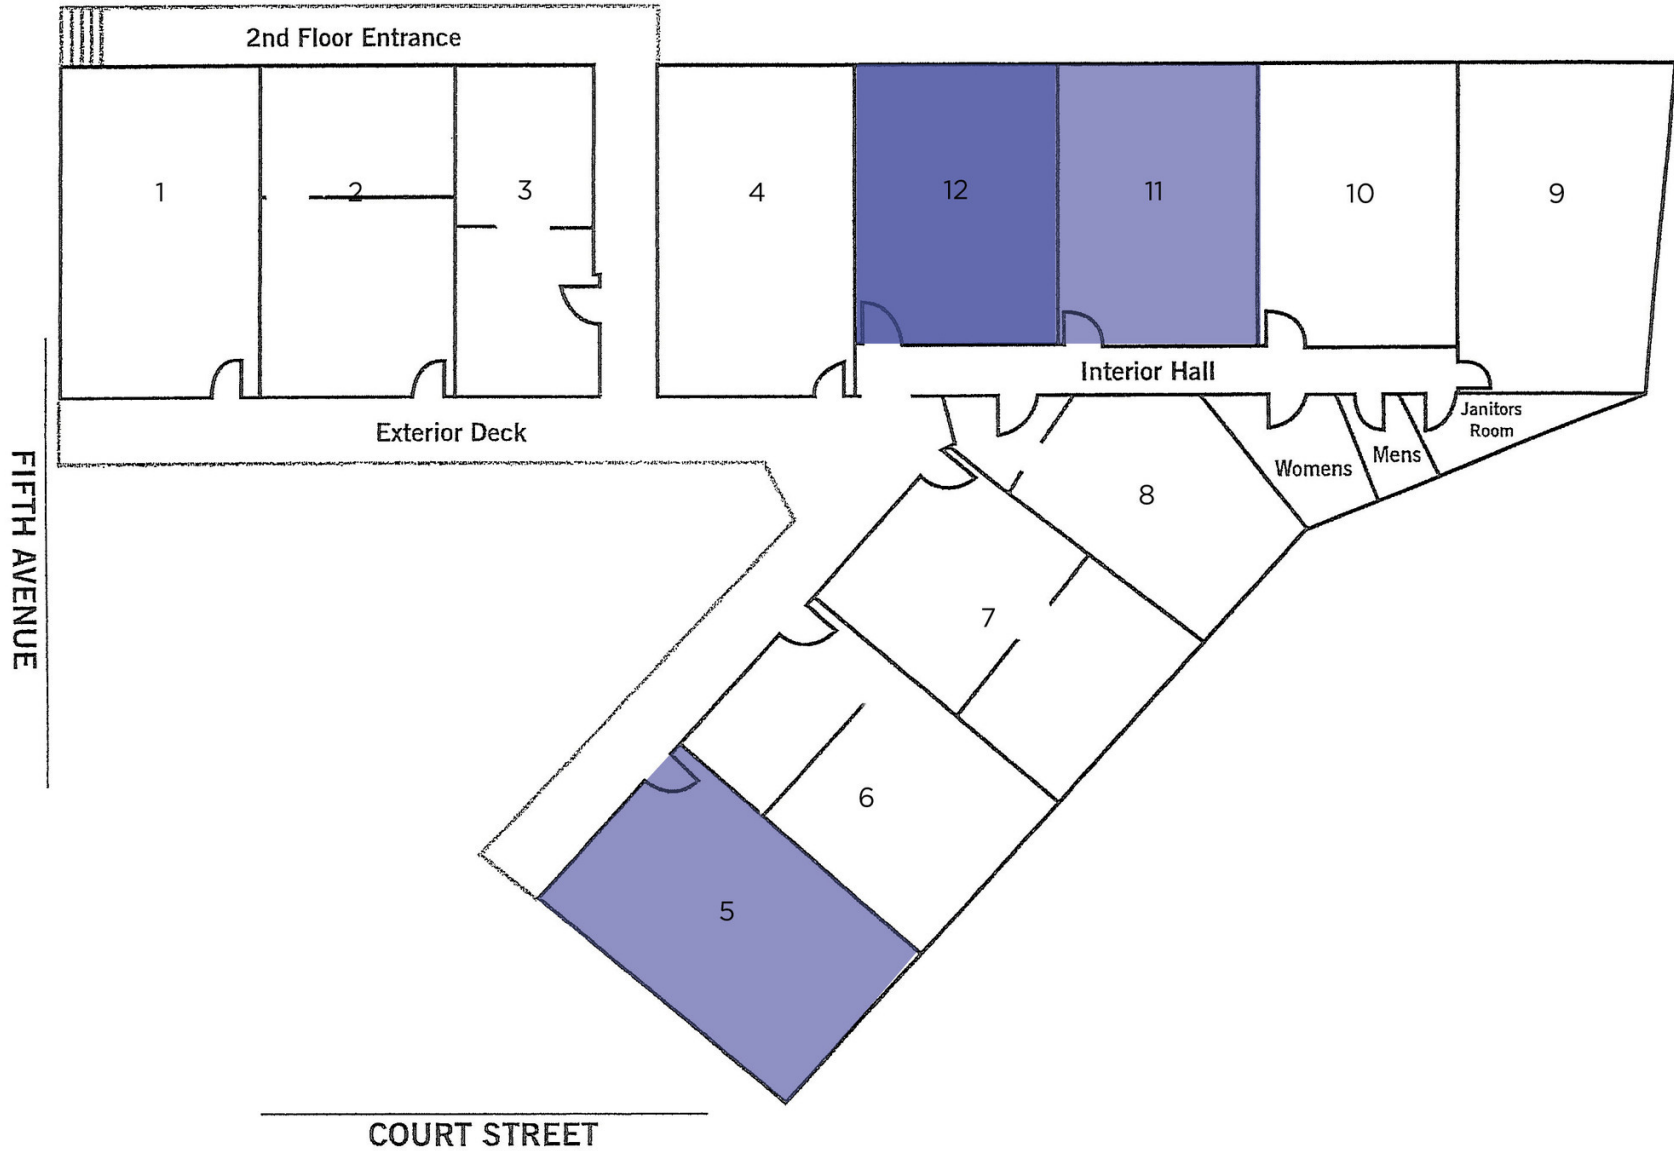 2nd Floor Entrance
1
2
3
4
12
11
10
9
Interior Hall
Exterior Deck
Janitors
Room
Womens
Mens
8
7
6
5
FIFTH AVENUE
COURT STREET